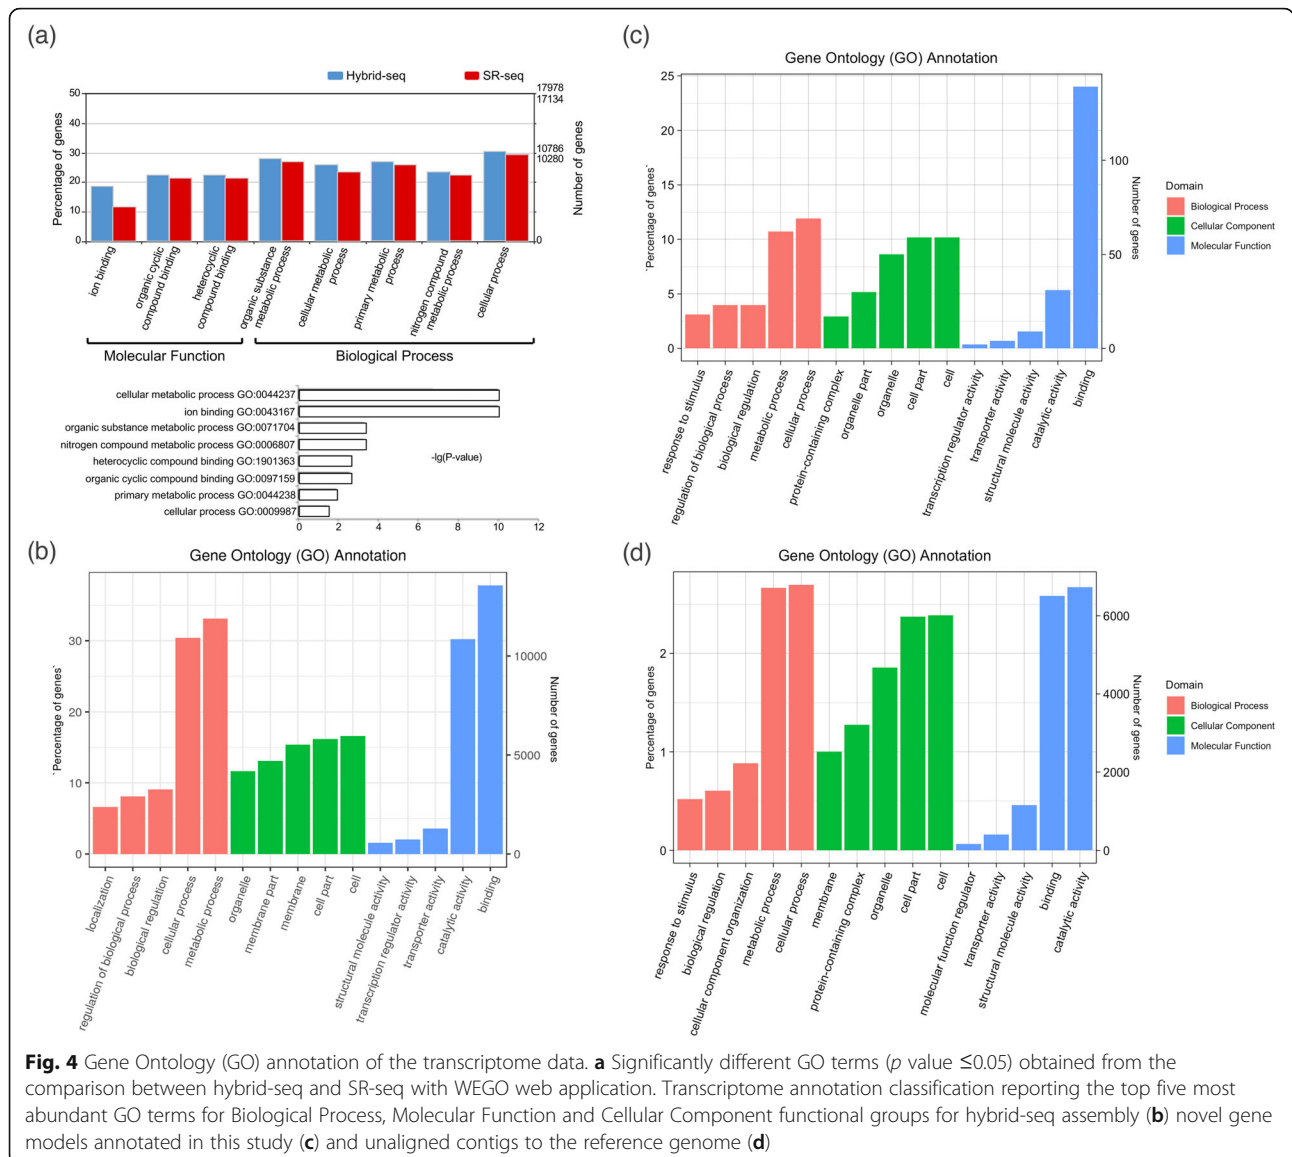 (a)
Hybrid-seq
SR-seq
Percentage of genes
50
40
30
20
10
0
17978
17134
10786
10280
0
Number of genes
ion binding
organic cyclic
compound binding
heterocyclic
compound binding
organic substance
metabolic process
cellular metabolic
process
primary metabolic
process
nitrogen compound
metabolic process
cellular process
Molecular Function
Biological Process
cellular metabolic process GO:0044237
ion binding GO:0043167
organic substance metabolic process GO:0071704
nitrogen compound metabolic process GO:0006807
heterocyclic compound binding GO:1901363
organic cyclic compound binding GO:0097159
primary metabolic process GO:0044238
cellular process GO:0009987
-lg(P-value)
0 2 4 6 8 10 12
(c)
Gene Ontology (GO) Annotation
`Percentage of genes`
25
20
15
10
5
0
100
50
0
Number of genes
response to stimulus
regulation of biological process
biological regulation
metabolic process
cellular process
protein-containing complex
organelle part
organelle
cell part
cell
transcription regulator activity
transporter activity
structural molecule activity
catalytic activity
binding
Domain
Biological Process
Cellular Component
Molecular Function
(b)
Gene Ontology (GO) Annotation
`Percentage of genes`
30
20
10
0
10000
5000
0
Number of genes
localization
regulation of biological process
biological regulation
cellular process
metabolic process
organelle
membrane part
membrane
cell part
cell
structural molecule activity
transcription regulator activity
transporter activity
catalytic activity
binding
(d)
Gene Ontology (GO) Annotation
Percentage of genes`
2
1
0
6000
4000
2000
0
Number of genes
response to stimulus
biological regulation
cellular component organization
metabolic process
cellular process
membrane
protein-containing complex
organelle
cell part
cell
molecular function regulator
transporter activity
structural molecule activity
binding
catalytic activity
Domain
Biological Process
Cellular Component
Molecular Function
Fig. 4 Gene Ontology (GO) annotation of the transcriptome data. a Significantly different GO terms (p value ≤0.05) obtained from the
comparison between hybrid-seq and SR-seq with WEGO web application. Transcriptome annotation classification reporting the top five most
abundant GO terms for Biological Process, Molecular Function and Cellular Component functional groups for hybrid-seq assembly (b) novel gene
models annotated in this study (c) and unaligned contigs to the reference genome (d)